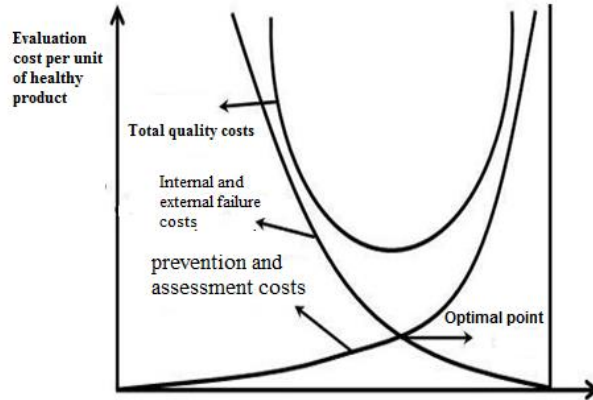 Evaluation
cost per unit
of healthy
product
Total quality costs
Internal and
external failure
costs
prevention and
assessment costs
Optimal point